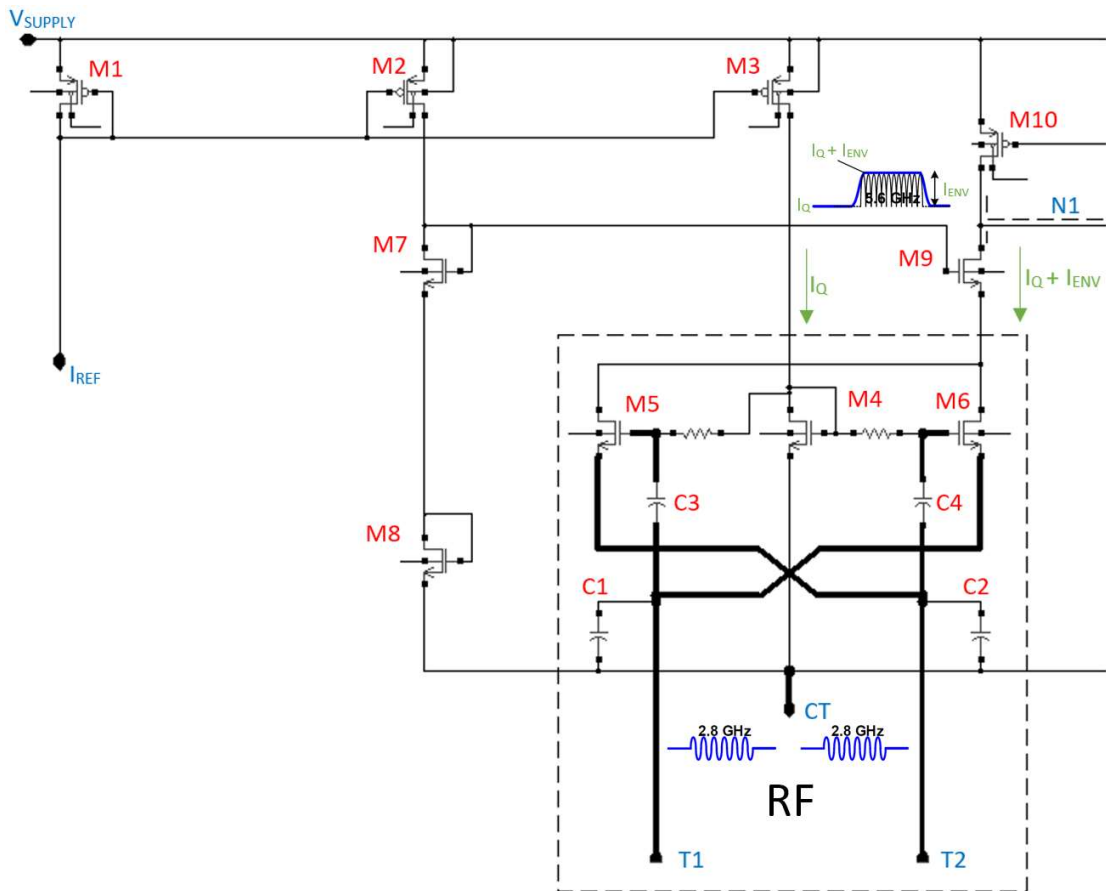 VSUPPLY
M1
M2
M3
M10
IQ + IENV
IENV
5.6 GHz
IQ
N1
M7
M9
IQ
IQ + IENV
IREF
M5
M4
M6
C3
C4
M8
C1
C2
CT
2.8 GHz
2.8 GHz
RF
T1
T2